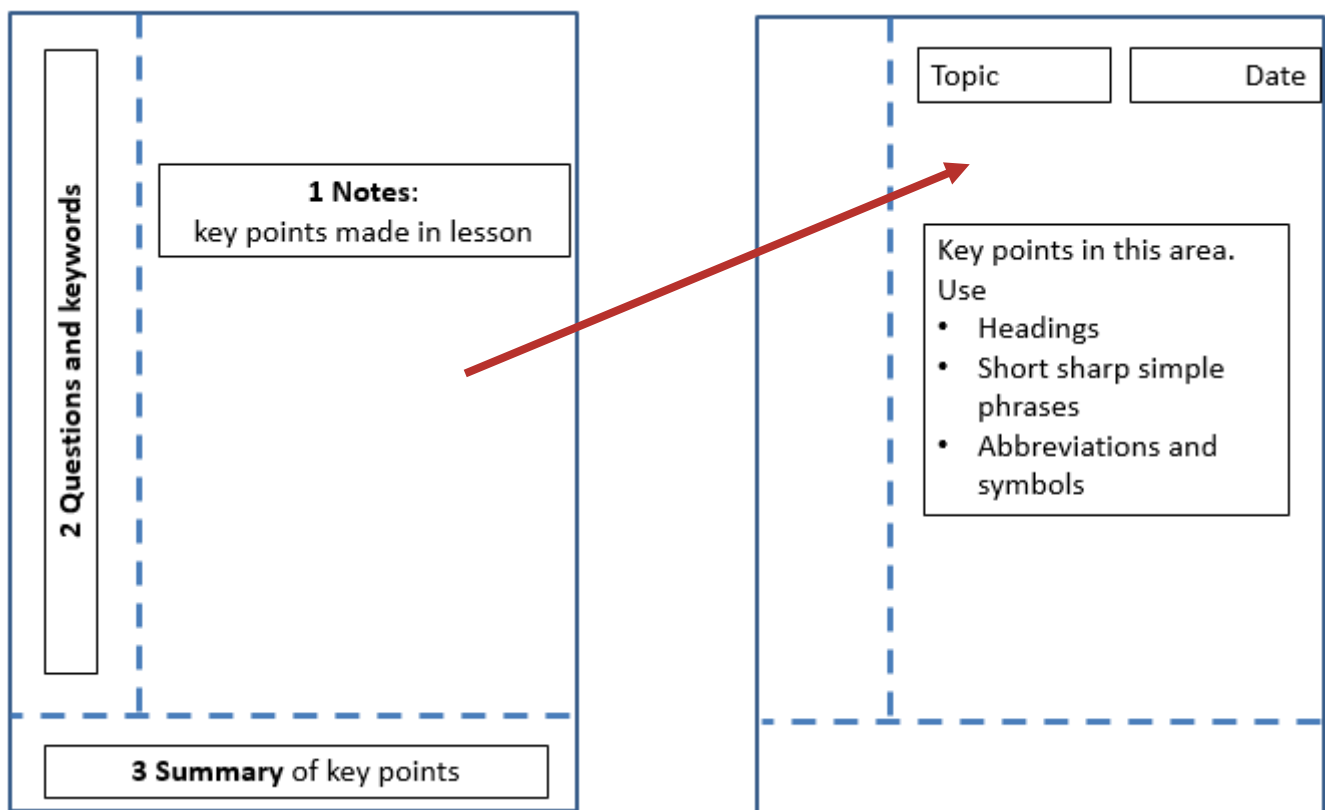 2 Questions and keywords
1 Notes:
key points made in lesson
3 Summary of key points
Topic
Date
Key points in this area.
Use
• Headings
• Short sharp simple
phrases
• Abbreviations and
symbols